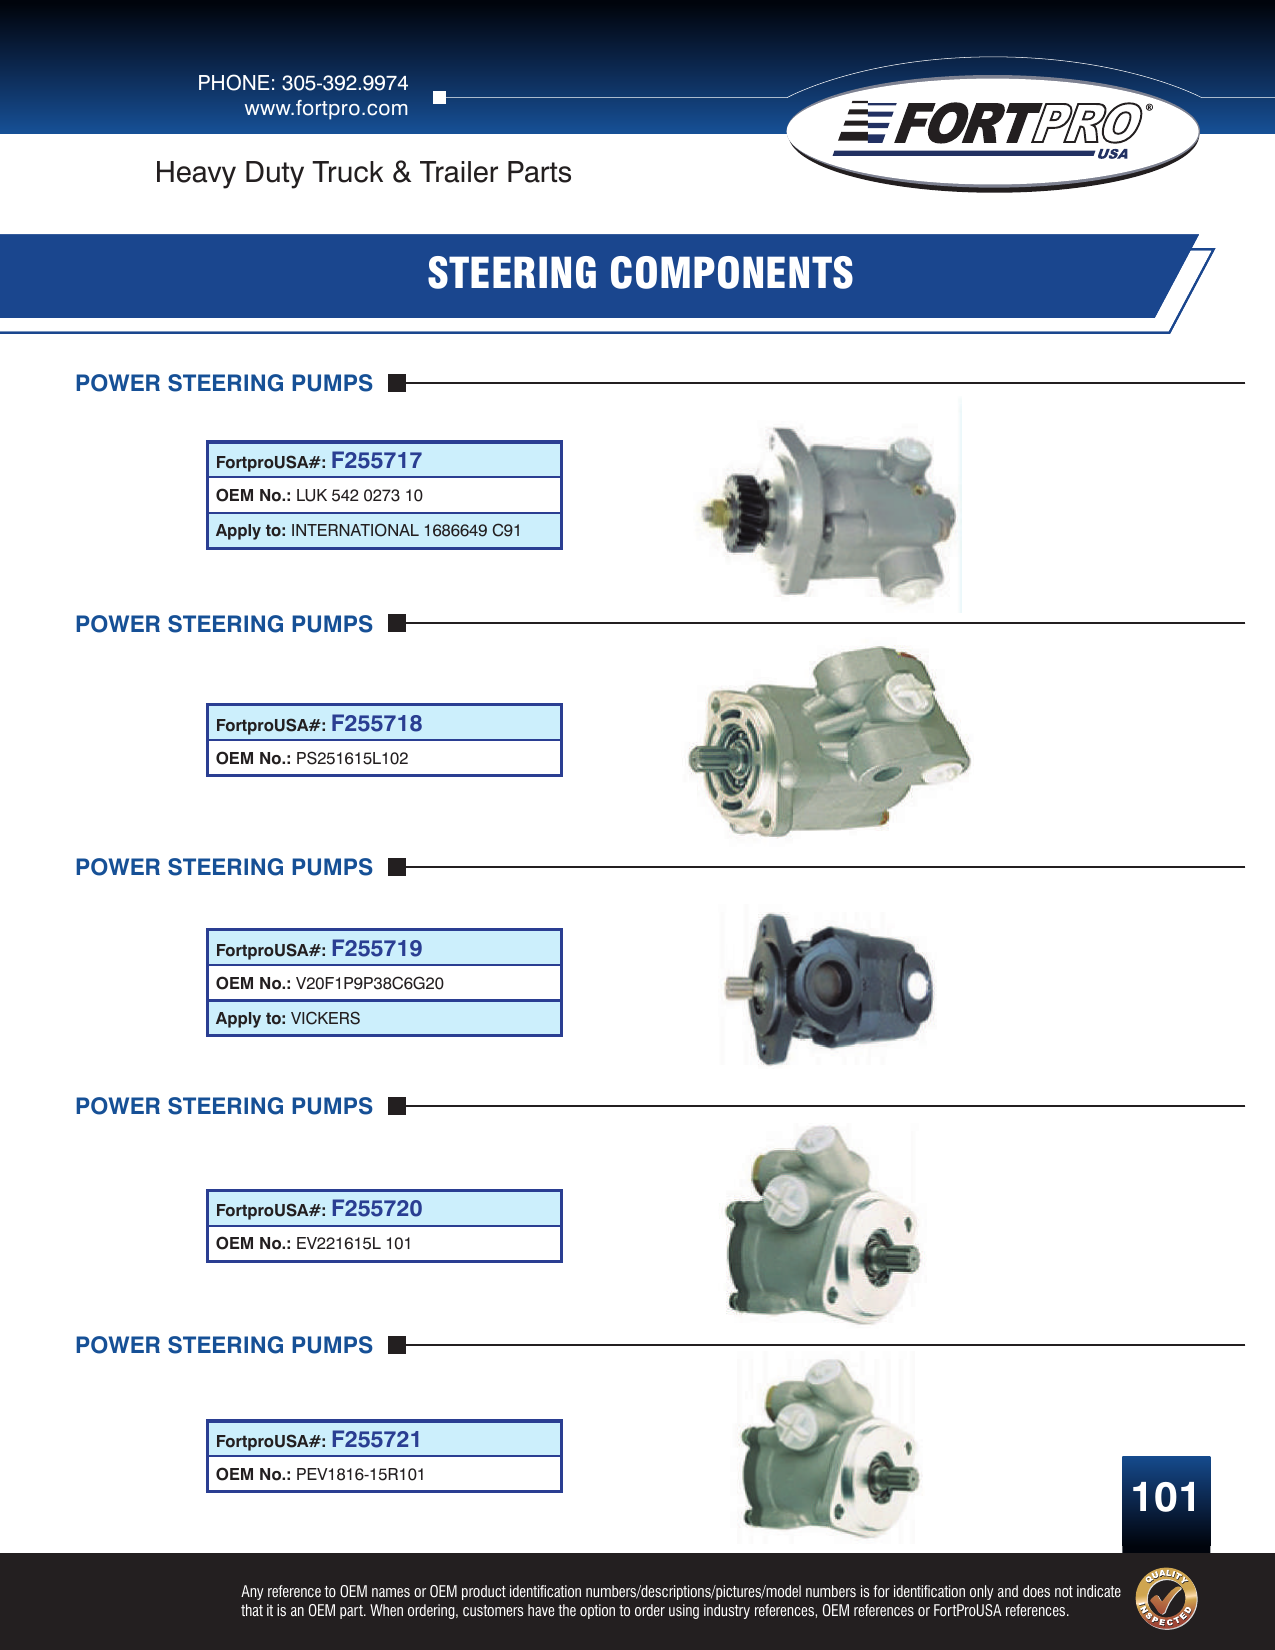 PHONE: 305-392.9974
www.fortpro.com
FORTPRO®
USA
Heavy Duty Truck & Trailer Parts
STEERING COMPONENTS
POWER STEERING PUMPS
FortproUSA#: F255717
OEM No.: LUK 542 0273 10
Apply to: INTERNATIONAL 1686649 C91
POWER STEERING PUMPS
FortproUSA#: F255718
OEM No.: PS251615L102
POWER STEERING PUMPS
FortproUSA#: F255719
OEM No.: V20F1P9P38C6G20
Apply to: VICKERS
POWER STEERING PUMPS
FortproUSA#: F255720
OEM No.: EV221615L 101
POWER STEERING PUMPS
FortproUSA#: F255721
OEM No.: PEV1816-15R101
101
Any reference to OEM names or OEM product identification numbers/descriptions/pictures/model numbers is for identification only and does not indicate
that it is an OEM part. When ordering, customers have the option to order using industry references, OEM references or FortProUSA references.
QUALITY
INSPECTED